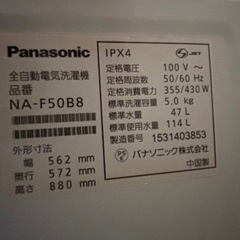 Panasonic
全自動電気洗濯機
品番
NA-F50B8
外形寸法
幅 562 mm
奥行 572 mm
高さ 880 mm
IPX4
JET
定格電圧 100 V～
定格周波数 50/60 Hz
定格消費電力 355/430 W
標準洗濯容量 5.0 kg
標準水量 47 L
標準使用水量 114 L
製造番号 1531403853
PS E
パナソニック株式会社
中国製